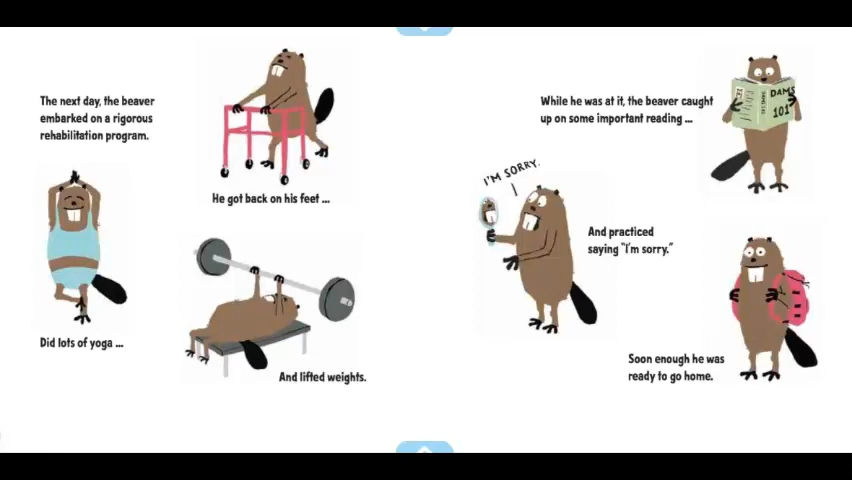 The next day, the beaver
embarked on a rigorous
rehabilitation program.
He got back on his feet ...
Did lots of yoga ...
And lifted weights.
While he was at it, the beaver caught
up on some important reading ...
DAMS
101
I'M SORRY.
And practiced
saying "I'm sorry."
Soon enough he was
ready to go home.